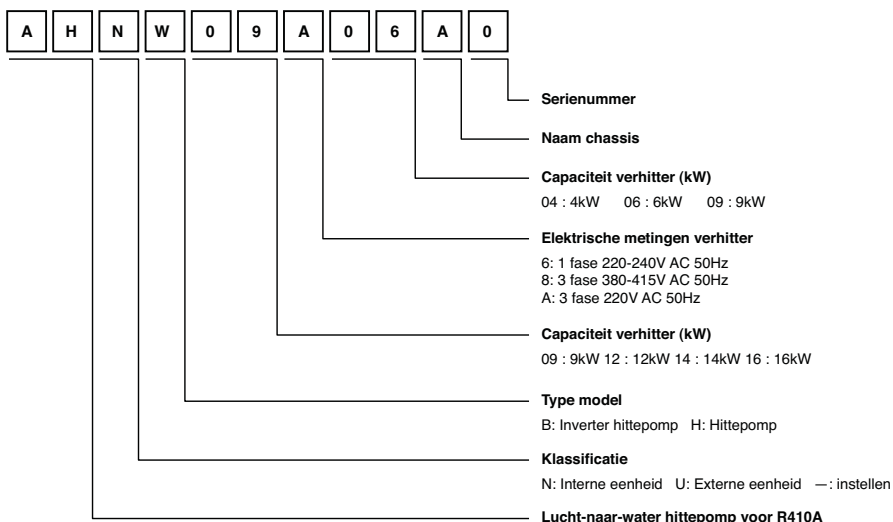 A H N W 0 9 A 0 6 A 0
Serienummer
Naam chassis
Capaciteit verhitter (kW)
04 : 4kW 06 : 6kW 09 : 9kW
Elektrische metingen verhitter
6: 1 fase 220-240V AC 50Hz
8: 3 fase 380-415V AC 50Hz
A: 3 fase 220V AC 50Hz
Capaciteit verhitter (kW)
09 : 9kW 12 : 12kW 14 : 14kW 16 : 16kW
Type model
B: Inverter hittepomp H: Hittepomp
Klassificatie
N: Interne eenheid U: Externe eenheid —: instellen
Lucht-naar-water hittepomp voor R410A